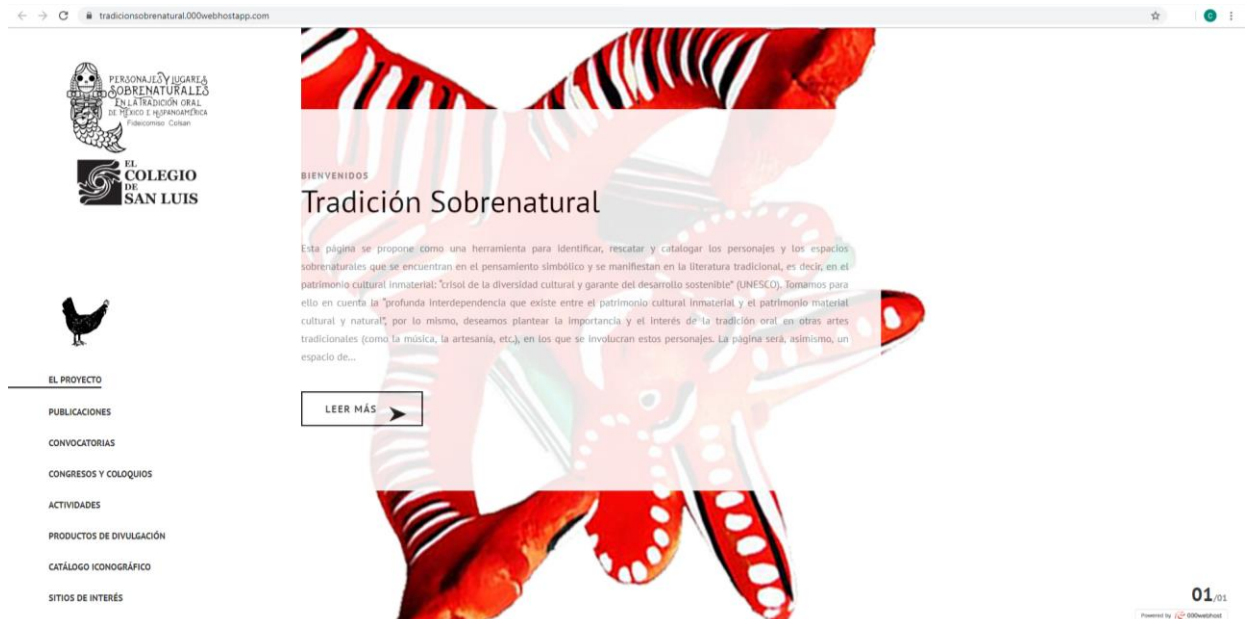 tradicionsobrenatural.000webhostapp.com
C
PERSONAJES Y LUGARES
SOBRENATURALES
EN LA TRADICIÓN ORAL
DE MÉXICO E HISPANOAMÉRICA
Fideicomiso Colsan
EL
COLEGIO
DE
SAN LUIS
EL PROYECTO
PUBLICACIONES
CONVOCATORIAS
CONGRESOS Y COLOQUIOS
ACTIVIDADES
PRODUCTOS DE DIVULGACIÓN
CATÁLOGO ICONOGRÁFICO
SITIOS DE INTERÉS
BIENVENIDOS
Tradición Sobrenatural
Esta página se propone como una herramienta para identificar, rescatar y catalogar los personajes y los espacios
sobrenaturales que se encuentran en el pensamiento simbólico y se manifiestan en la literatura tradicional, es decir, en el
patrimonio cultural inmaterial: "crisol de la diversidad cultural y garante del desarrollo sostenible" (UNESCO). Tomamos para
ello en cuenta la "profunda interdependencia que existe entre el patrimonio cultural inmaterial y el patrimonio material
cultural y natural", por lo mismo, deseamos plantear la importancia y el interés de la tradición oral en otras artes
tradicionales (como la música, la artesanía, etc.), en los que se involucran estos personajes. La página será, asimismo, un
espacio de...
LEER MÁS
01/01
Powered by 000webhost